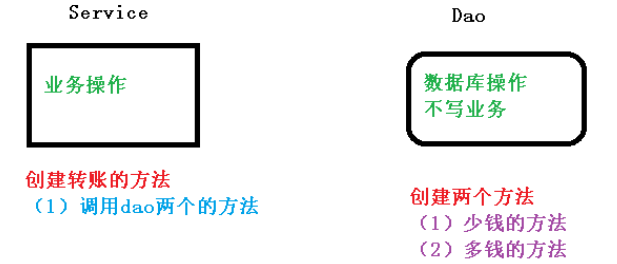 Service
业务操作
创建转账的方法
（1）调用dao两个的方法
Dao
数据库操作
不写业务
创建两个方法
（1）少钱的方法
（2）多钱的方法